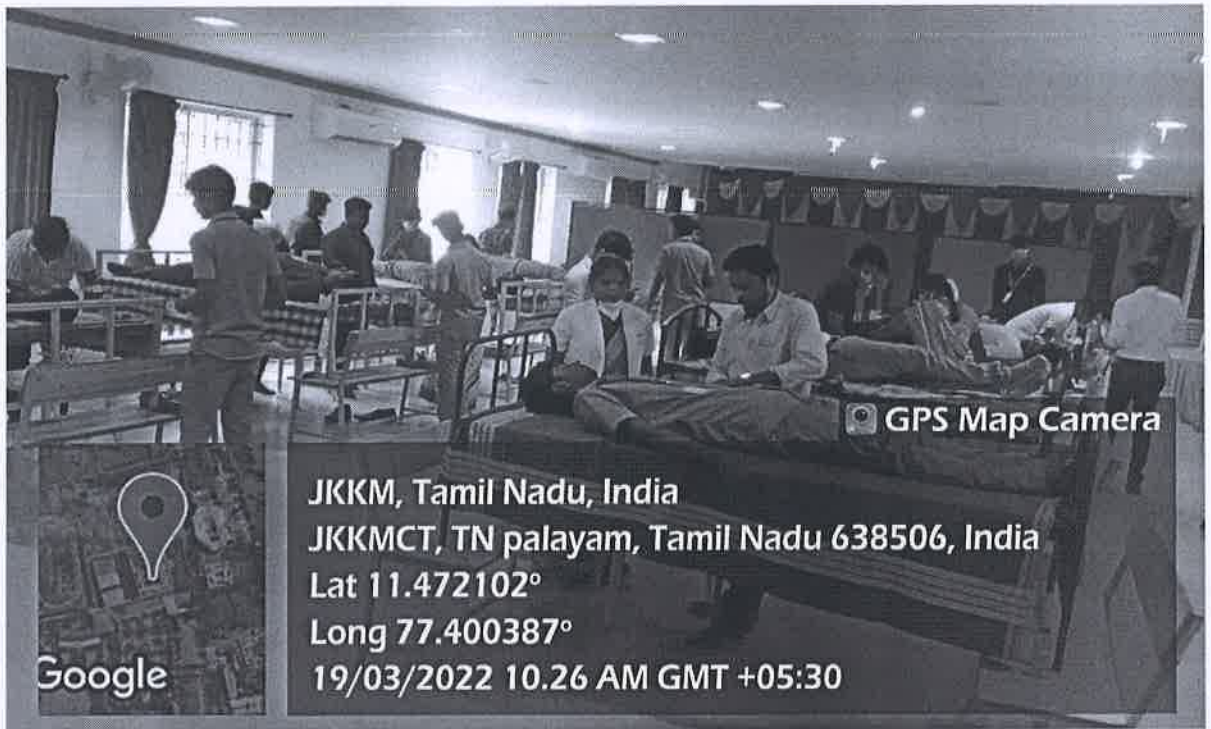 GPS Map Camera
JKKM, Tamil Nadu, India
JKKMCT, TN palayam, Tamil Nadu 638506, India
Lat 11.472102°
Long 77.400387°
19/03/2022 10.26 AM GMT +05:30
Google